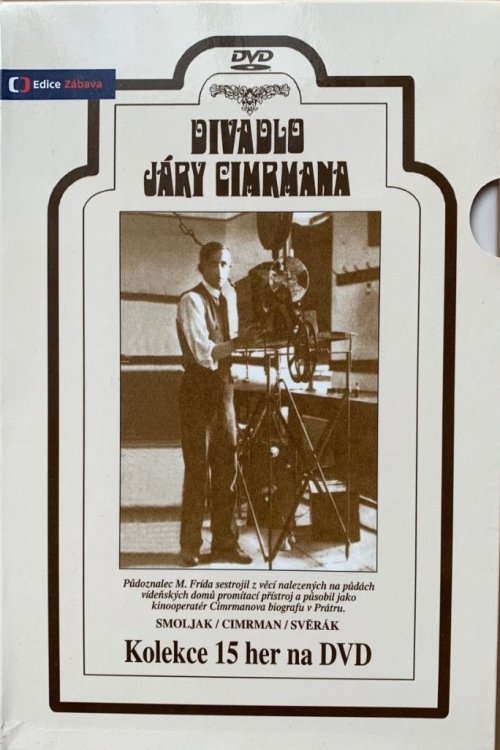 DVD
Edice Zábava
DIVADLO
JÁRY CIMRMANA
Půdoznalec M. Frída sestrojil z věcí nalezených na půdách
vídeňských domů promítací přístroj a působil jako
kinooperatér Cimrmanova biografu v Prátru.
SMOLJAK / CIMRMAN / SVĚRÁK
Kolekce 15 her na DVD